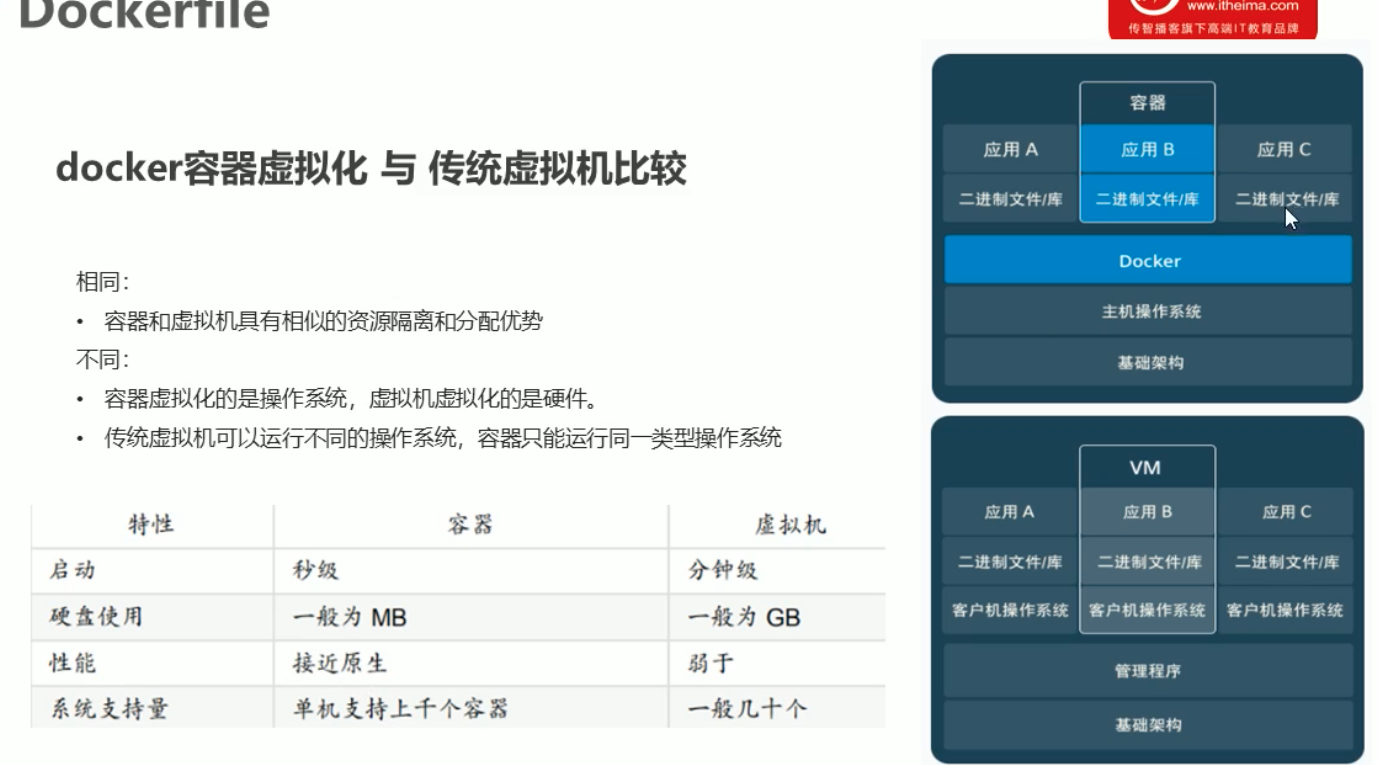 Dockerfile
www.itheima.com
传智播客旗下高端IT教育品牌
docker容器虚拟化 与 传统虚拟机比较
相同：
• 容器和虚拟机具有相似的资源隔离和分配优势
不同：
• 容器虚拟化的是操作系统，虚拟机虚拟化的是硬件。
• 传统虚拟机可以运行不同的操作系统，容器只能运行同一类型操作系统
特性 容器 虚拟机
启动 秒级 分钟级
硬盘使用 一般为 MB 一般为 GB
性能 接近原生 弱于
系统支持量 单机支持上千个容器 一般几十个
容器
应用 A 应用 B 应用 C
二进制文件/库 二进制文件/库 二进制文件/库
Docker
主机操作系统
基础架构
VM
应用 A 应用 B 应用 C
二进制文件/库 二进制文件/库 二进制文件/库
客户机操作系统 客户机操作系统 客户机操作系统
管理程序
基础架构